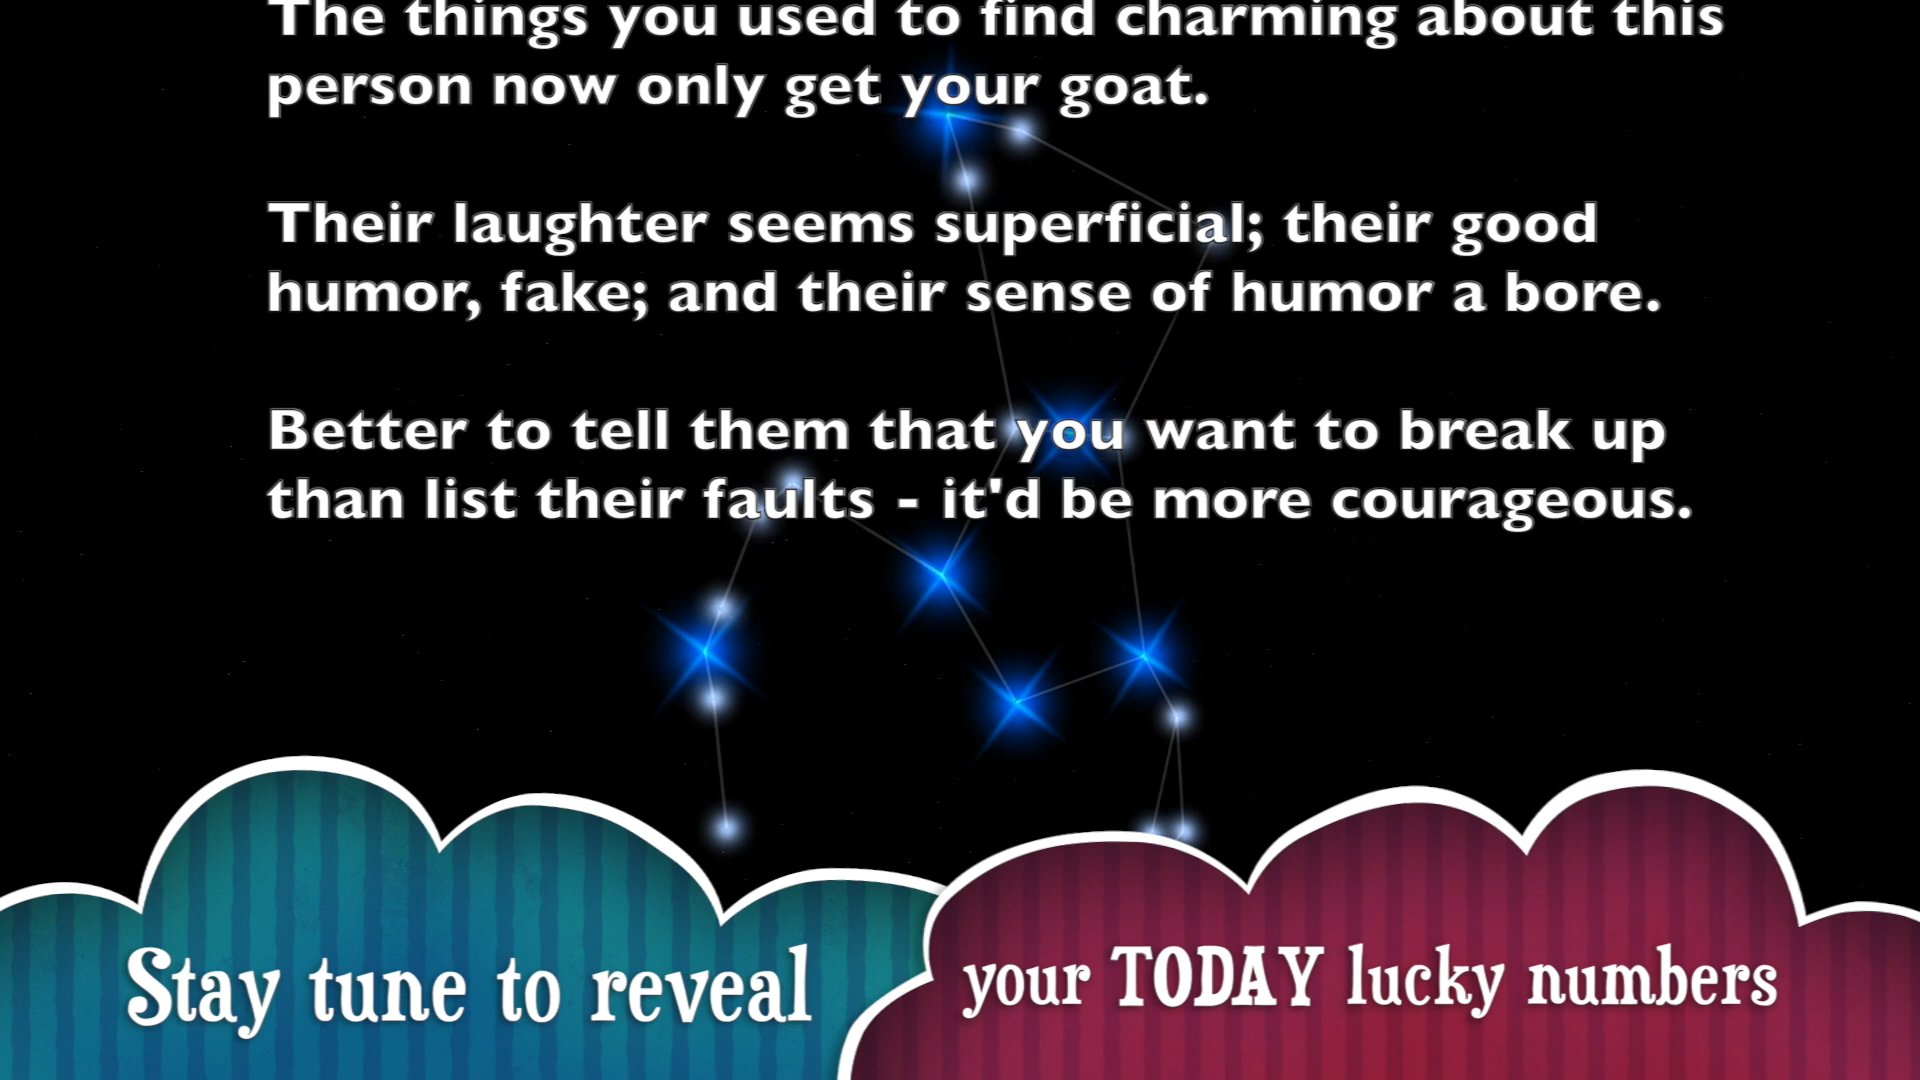 The things you used to find charming about this
person now only get your goat.
Their laughter seems superficial; their good
humor, fake; and their sense of humor a bore.
Better to tell them that you want to break up
than list their faults - it'd be more courageous.
Stay tune to reveal
your TODAY lucky numbers